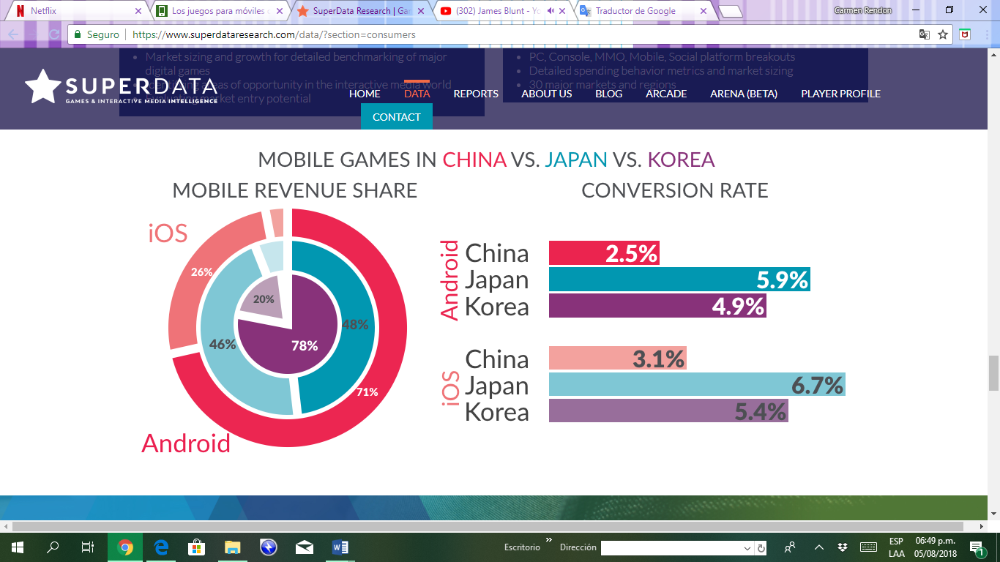 Netflix
Los juegos para móviles
SuperData Research | Ga
(302) James Blunt - Yo
Traductor de Google
Carmen Rendon
Seguro
https://www.superdataresearch.com/data/?section=consumers
Market sizing and growth for detailed benchmarking of major
digital games
areas of opportunity in the interactive media world
market entry potential
PC, Console, MMO, Mobile, Social platform breakouts
Detailed spending behavior metrics and market sizing
30 major markets and regions
SUPERDATA
GAMES & INTERACTIVE MEDIA INTELLIGENCE
HOME DATA REPORTS ABOUT US BLOG ARCADE ARENA (BETA) PLAYER PROFILE
CONTACT
MOBILE GAMES IN CHINA VS. JAPAN VS. KOREA
MOBILE REVENUE SHARE
iOS
26%
20%
48%
46%
78%
71%
Android
CONVERSION RATE
Android
China 2.5%
Japan 5.9%
Korea 4.9%
iOS
China 3.1%
Japan 6.7%
Korea 5.4%
Escritorio
Dirección
ESP
LAA
06:49 p.m.
05/08/2018
1